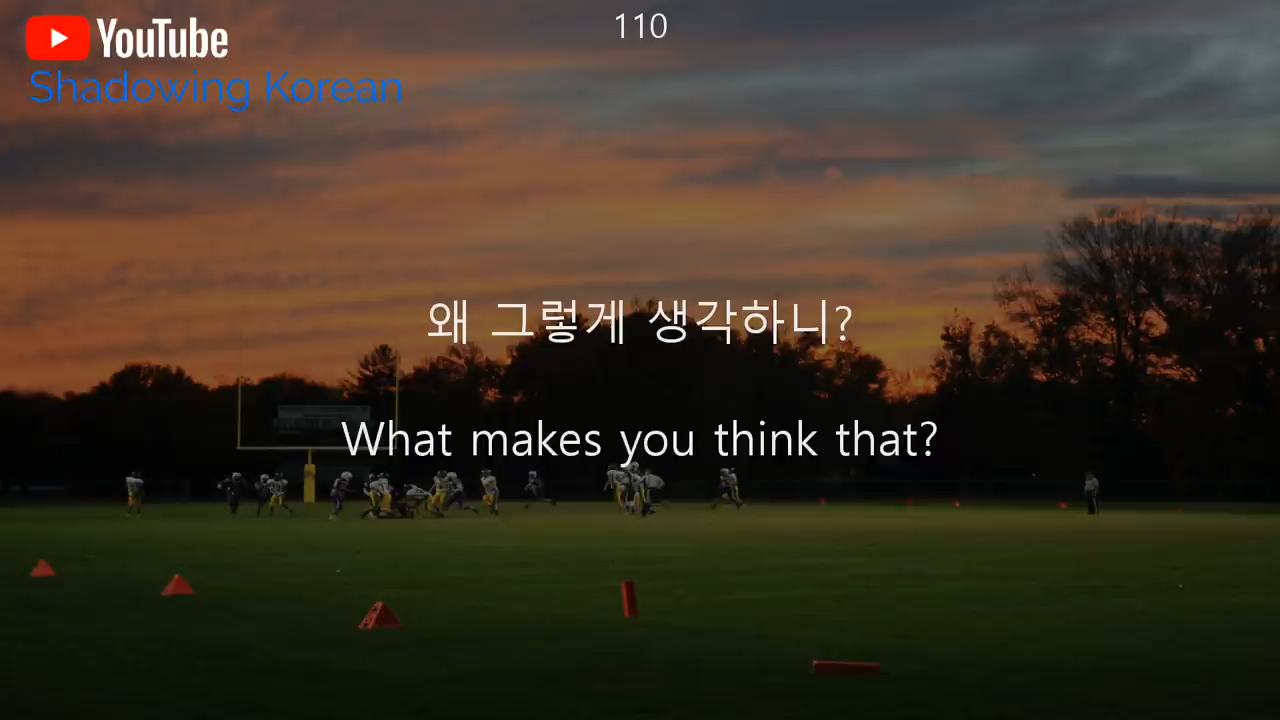 110
YouTube
Shadowing Korean
왜 그렇게 생각하니?
What makes you think that?